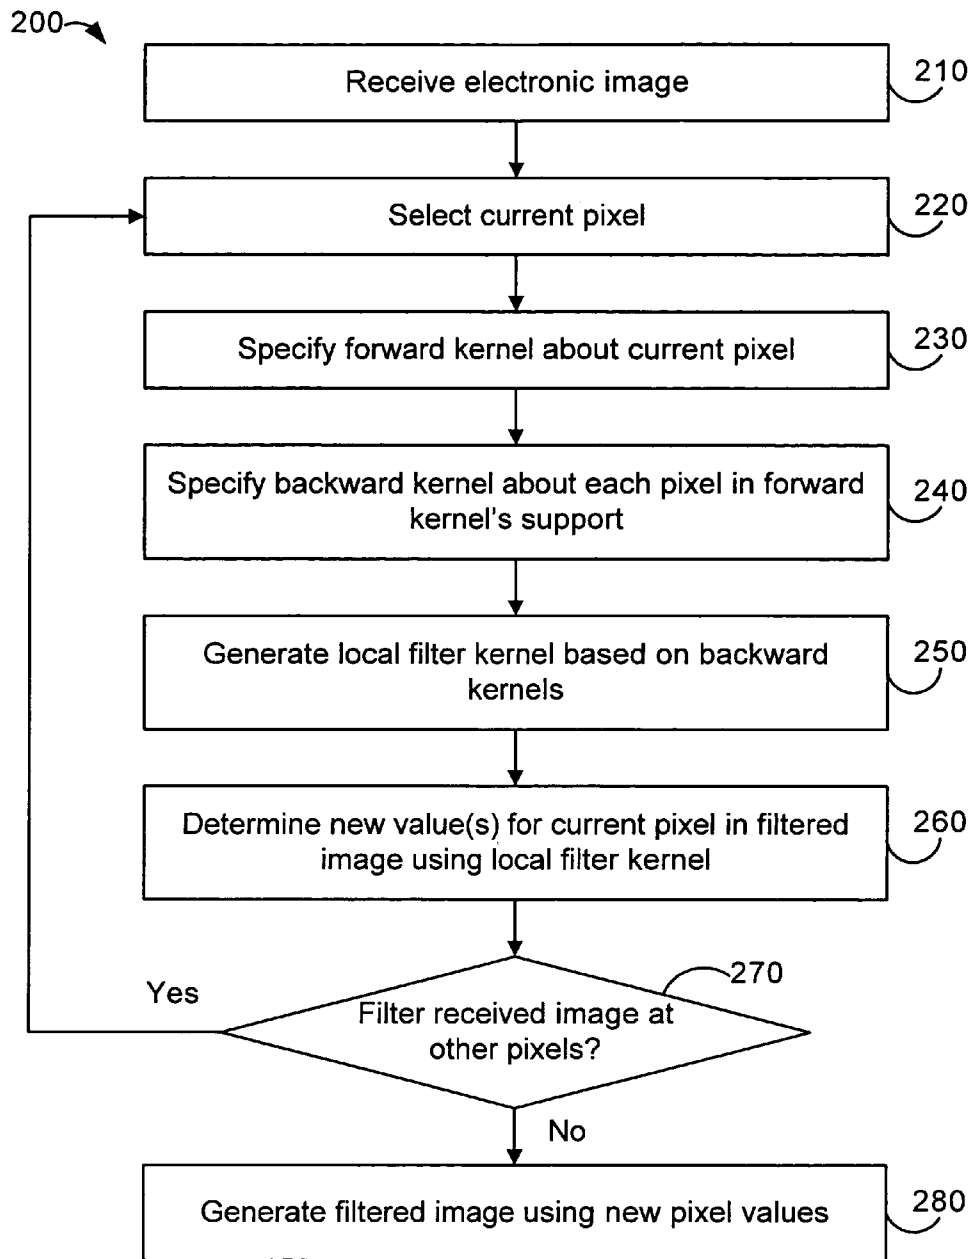 200
Receive electronic image
210
Select current pixel
220
Specify forward kernel about current pixel
230
Specify backward kernel about each pixel in forward
kernel's support
240
Generate local filter kernel based on backward
kernels
250
Determine new value(s) for current pixel in filtered
image using local filter kernel
260
270
Yes
Filter received image at
other pixels?
No
Generate filtered image using new pixel values
280